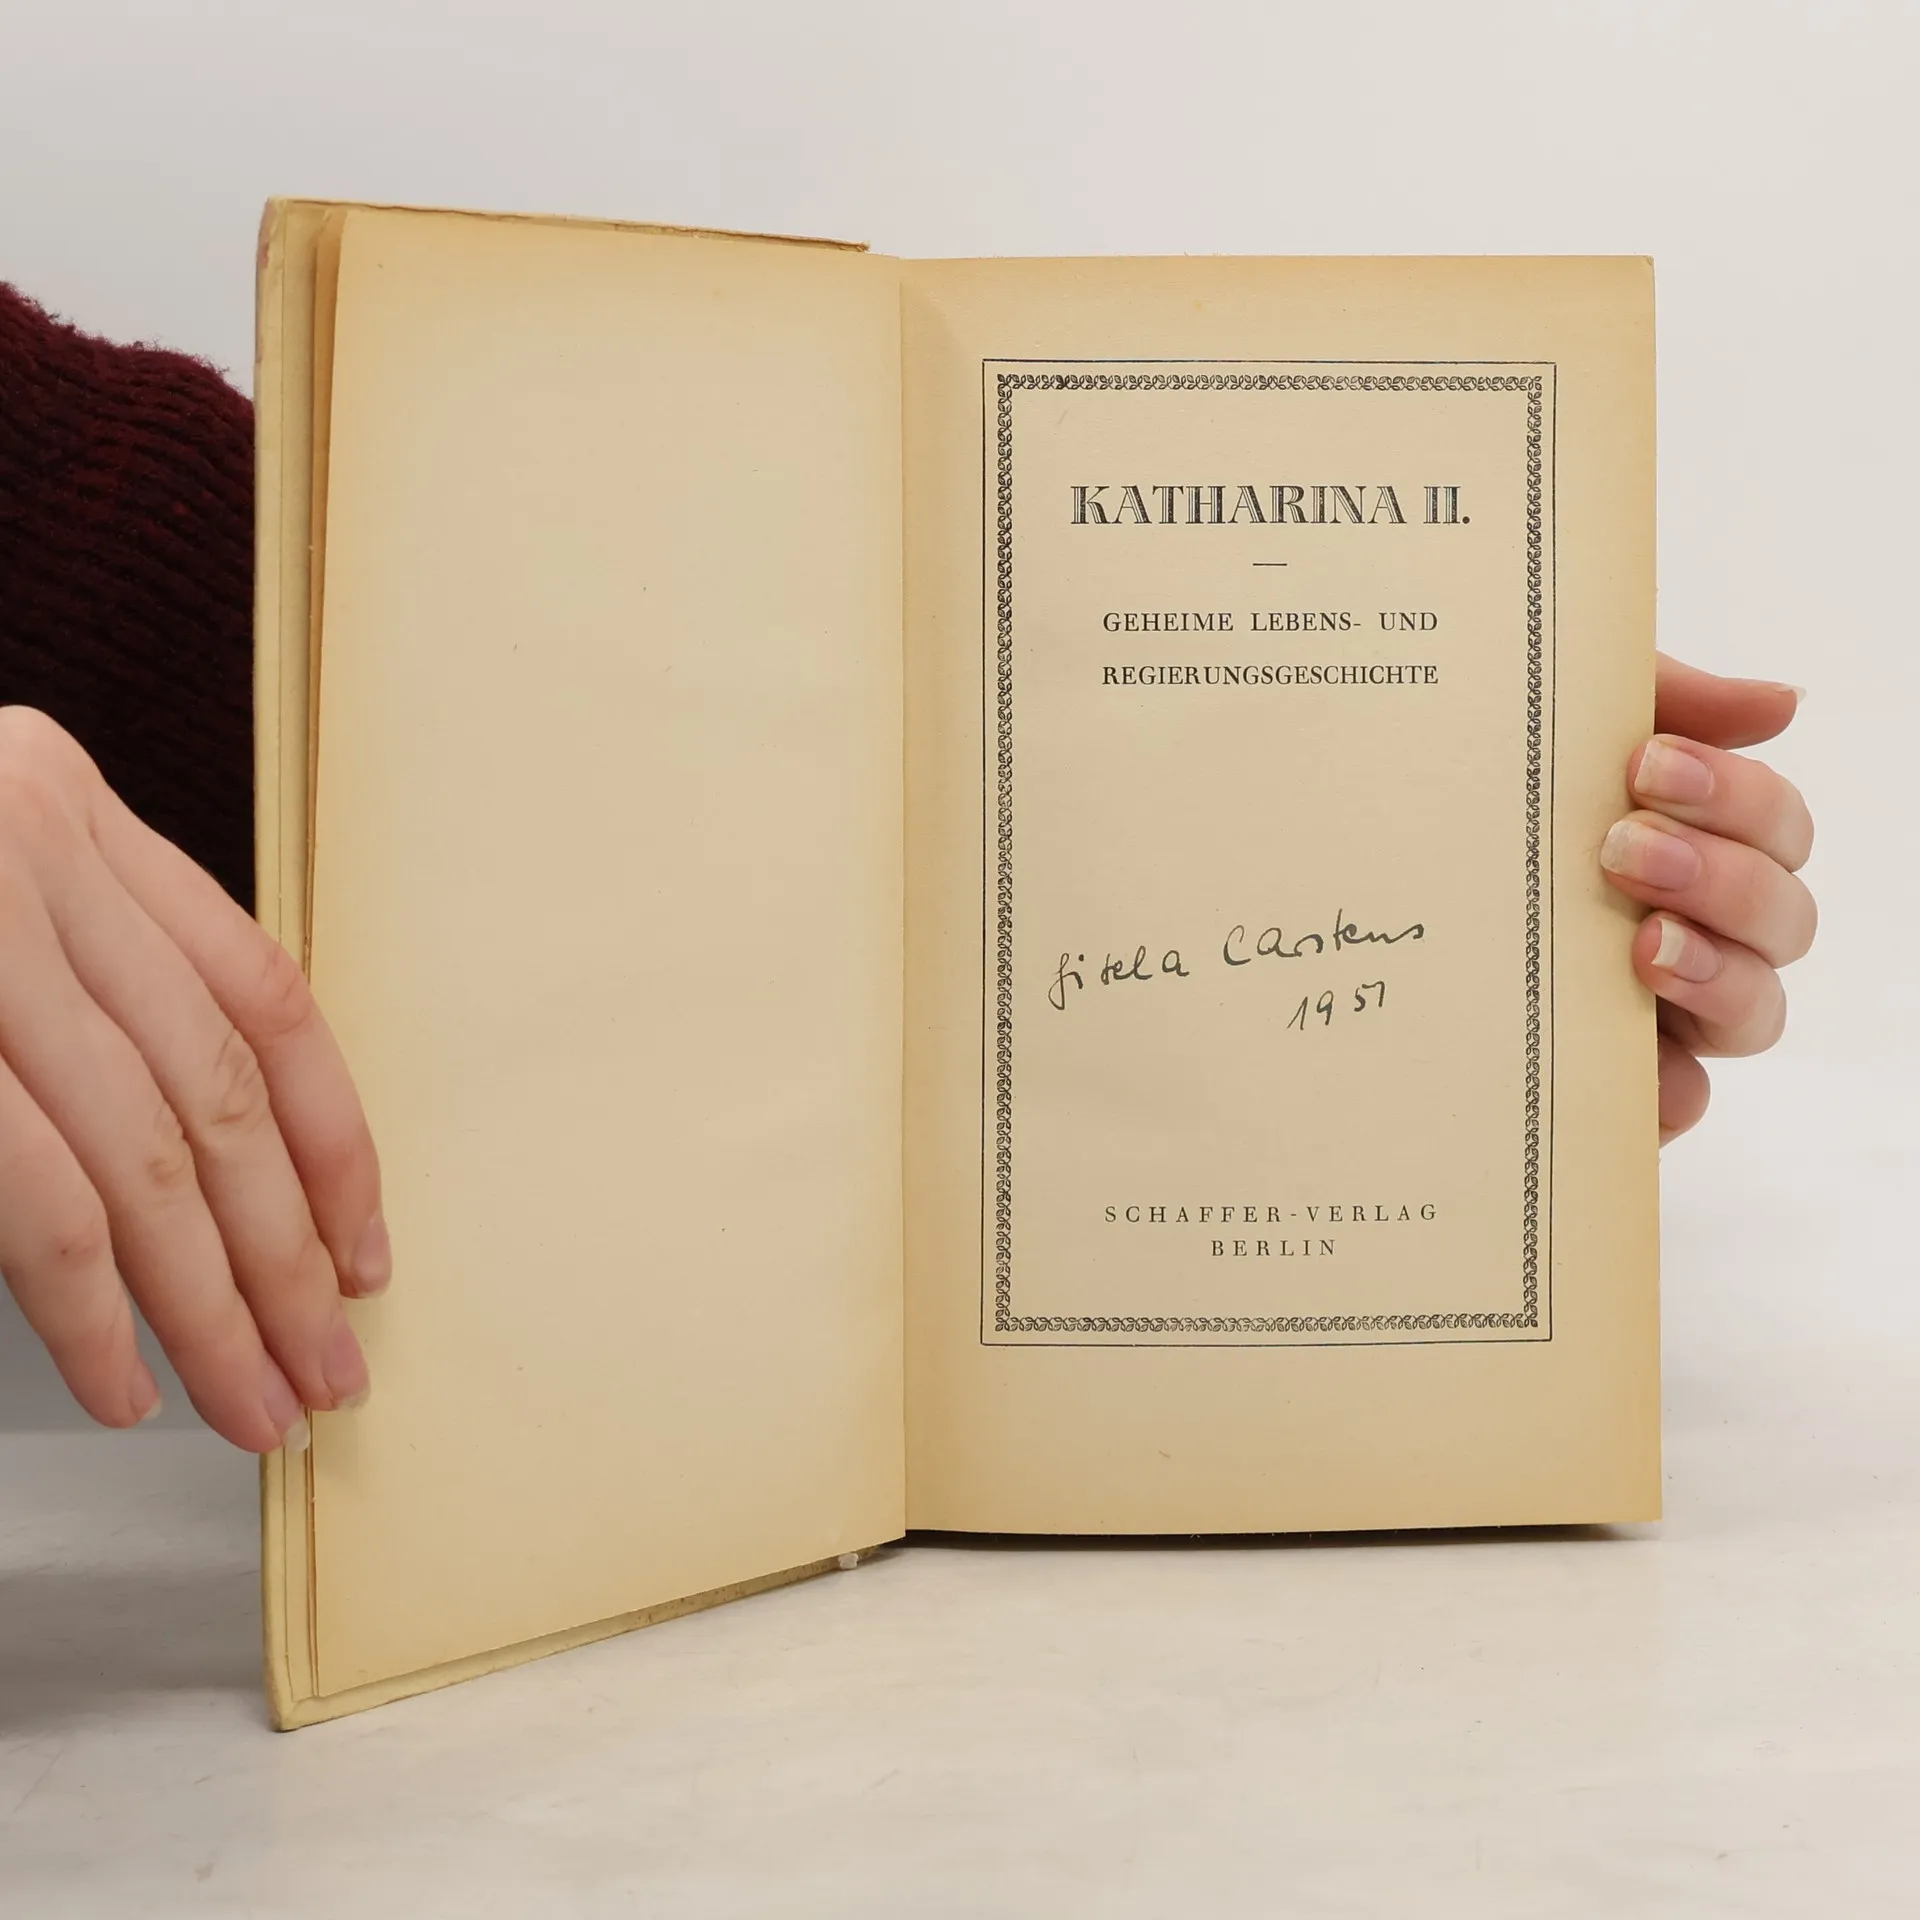 KATHARINA II.
GEHEIME LEBENS- UND
REGIERUNGSGESCHICHTE
Gisela Carstens
1951
SCHAFFER-VERLAG
BERLIN